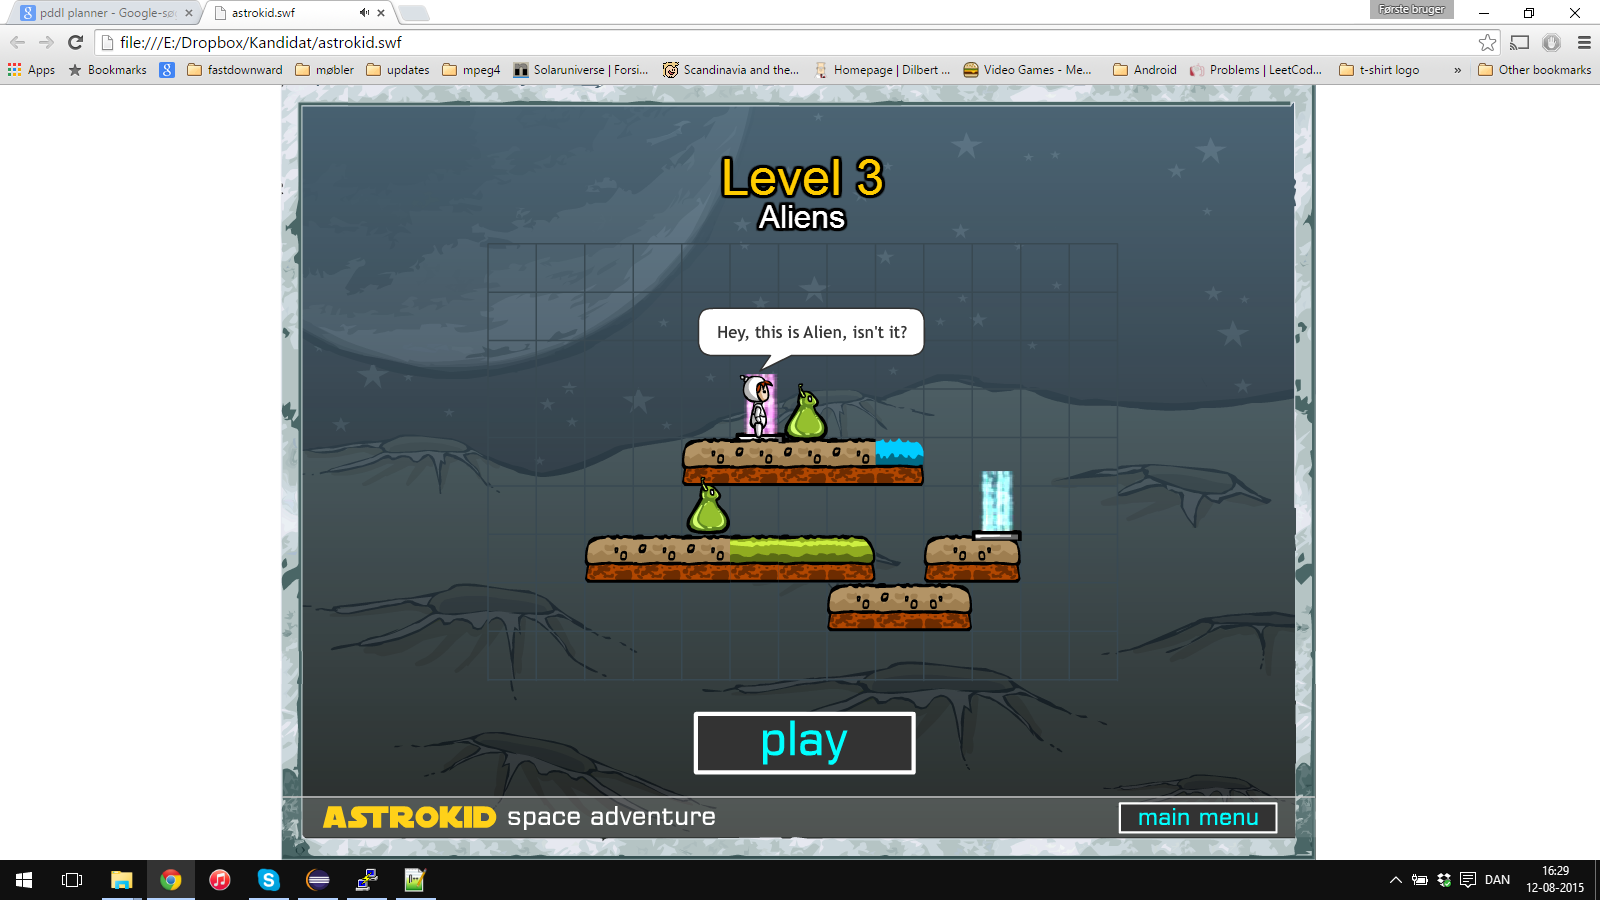 pddl planner - Google-sø
astrokid.swf
Første bruger
file:///E:/Dropbox/Kandidat/astrokid.swf
Apps
Bookmarks
fastdownward
møbler
updates
mpeg4
Solaruniverse | Forsi...
Scandinavia and the...
Homepage | Dilbert ...
Video Games - Me...
Android
Problems | LeetCod...
t-shirt logo
»
Other bookmarks
Level 3
Aliens
Hey, this is Alien, isn't it?
play
ASTROKID space adventure
main menu
DAN
16:29
12-08-2015